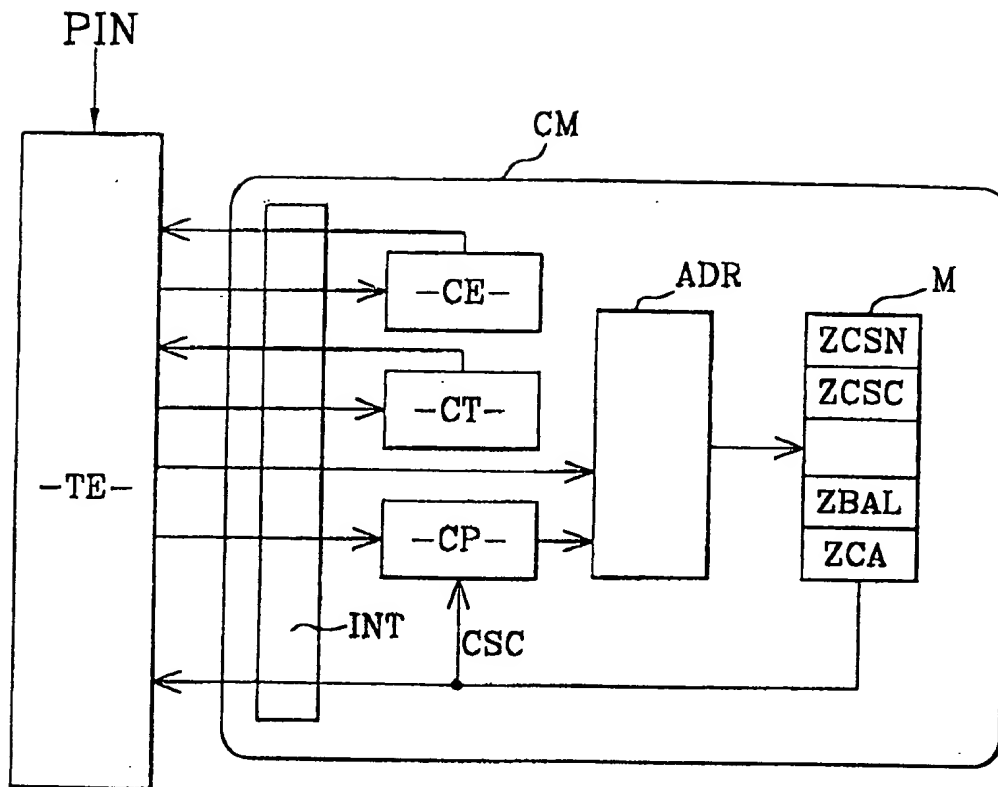 PIN
CM
-CE-
ADR
M
ZCSN
-CT-
ZCSC
-TE-
ZBAL
-CP-
ZCA
INT
CSC